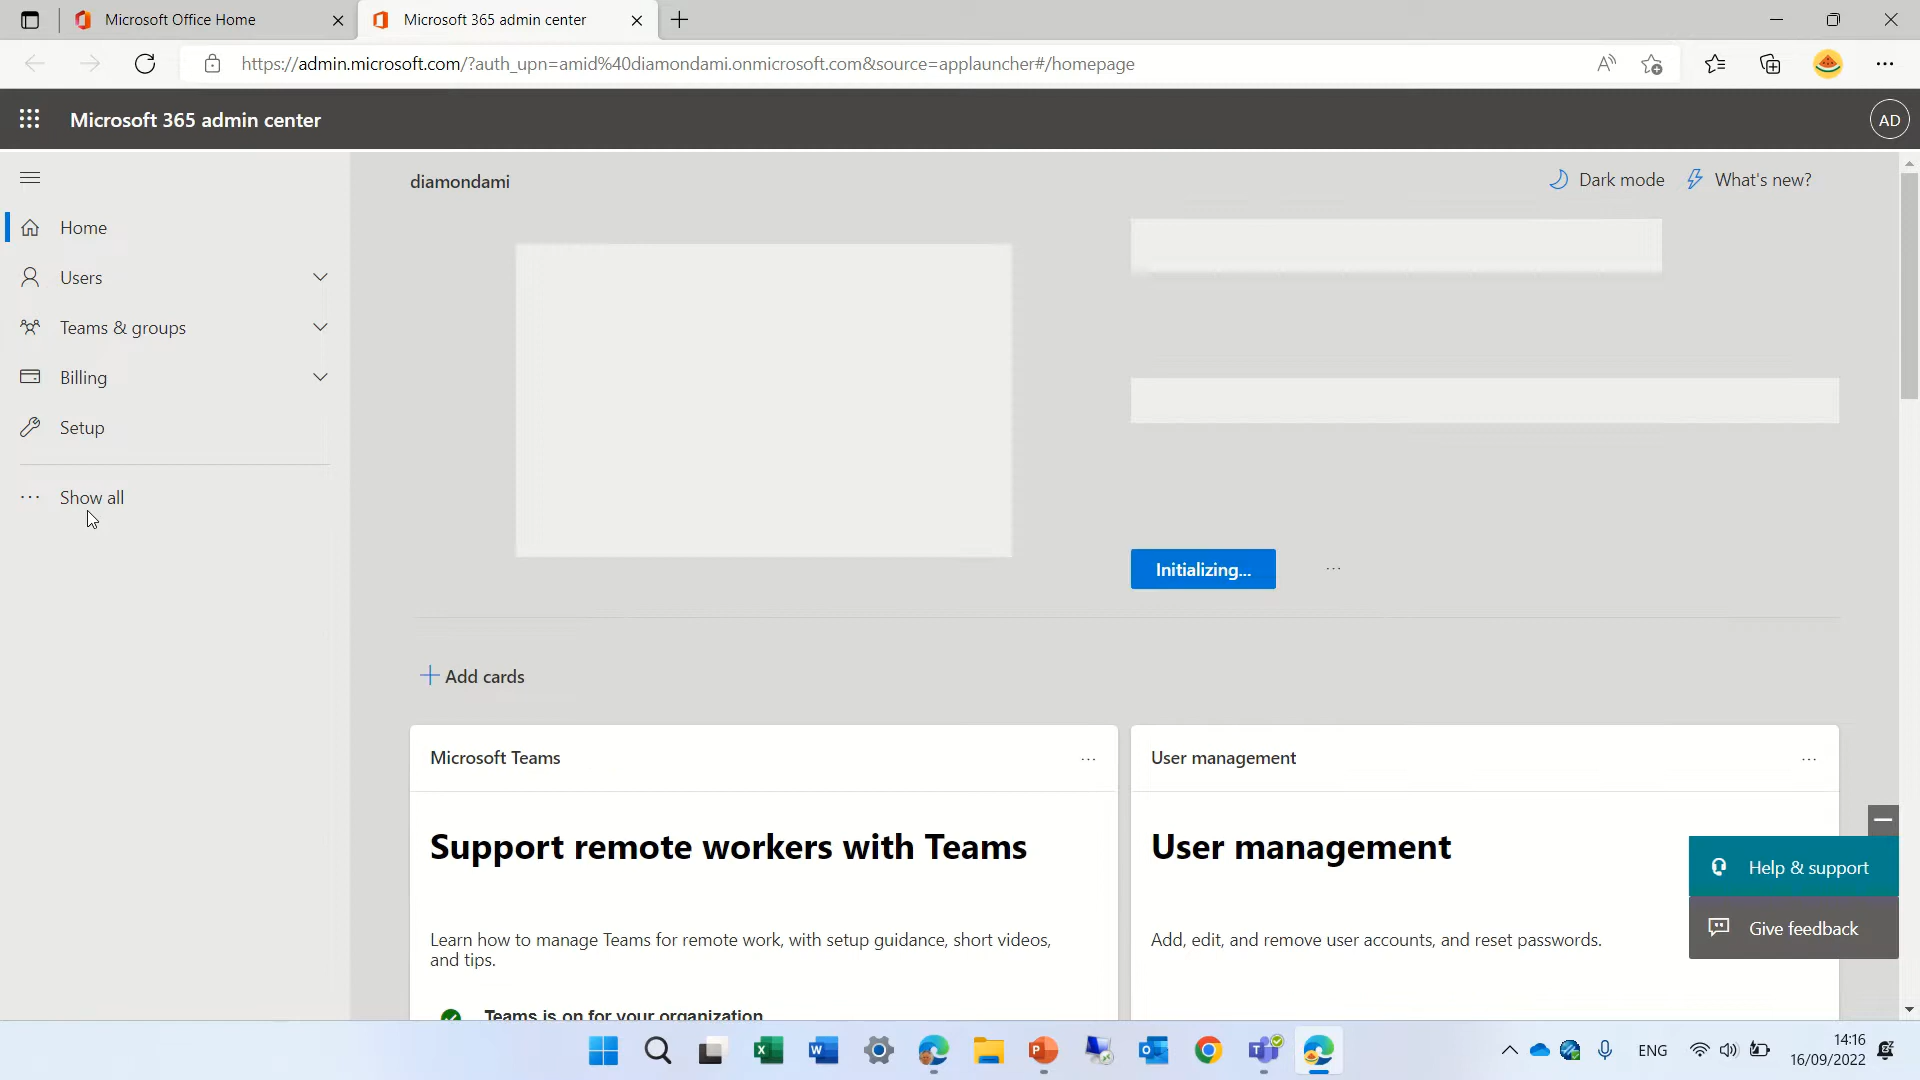 Microsoft Office Home
Microsoft 365 admin center
https://admin.microsoft.com/?auth_upn=amid%40diamondami.onmicrosoft.com&source=applauncher#/homepage
Microsoft 365 admin center
AD
diamondami
Dark mode
What's new?
Home
Users
Teams & groups
Billing
Setup
Show all
Initializing...
Add cards
Microsoft Teams
Support remote workers with Teams
Learn how to manage Teams for remote work, with setup guidance, short videos,
and tips.
Teams is on for your organization
User management
User management
Add, edit, and remove user accounts, and reset passwords.
Help & support
Give feedback
ENG
14:16
16/09/2022